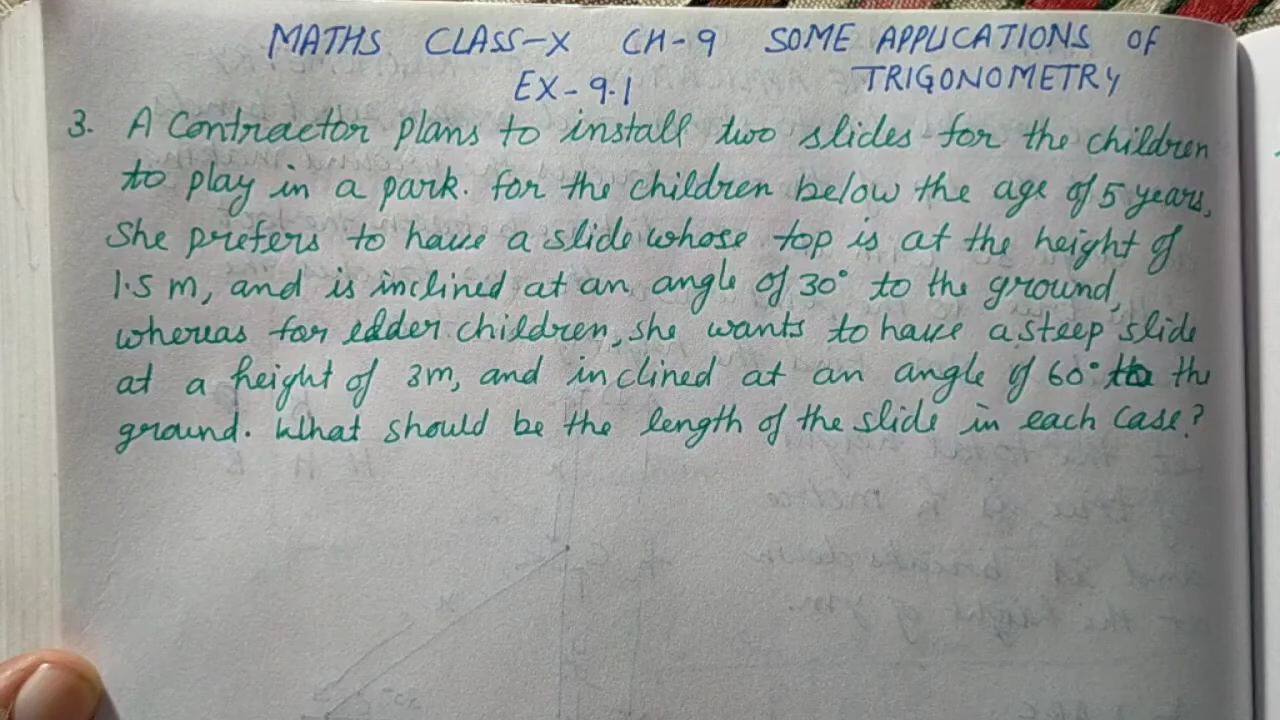 MATHS CLASS-X CH-9 SOME APPLICATIONS OF
EX-9.1 TRIGONOMETRY
3. A Contractor plans to install two slides for the children
to play in a park. for the children below the age of 5 years,
She prefers to have a slide whose top is at the height of
1.5 m, and is inclined at an angle of 30° to the ground,
whereas for elder children, she wants to have a steep slide
at a height of 3m, and inclined at an angle of 60° to the
ground. What should be the length of the slide in each case?